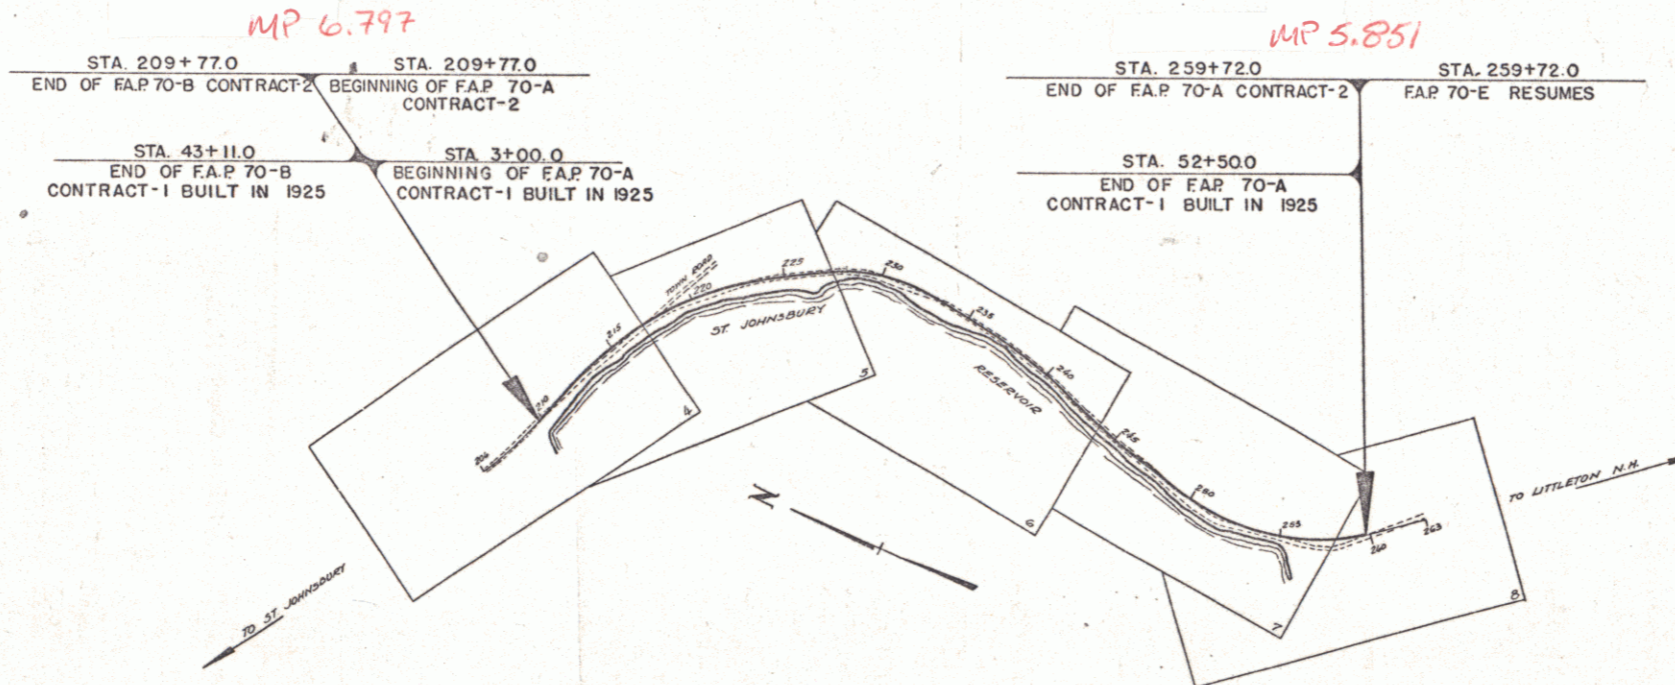 MP 6.797
STA. 209+77.0
END OF F.A.P. 70-B CONTRACT-2
STA. 209+77.0
BEGINNING OF F.A.P. 70-A
CONTRACT-2
STA. 43+11.0
END OF F.A.P. 70-B
CONTRACT-1 BUILT IN 1925
STA. 3+00.0
BEGINNING OF F.A.P. 70-A
CONTRACT-1 BUILT IN 1925
MP 5.851
STA. 259+72.0
END OF F.A.P. 70-A CONTRACT-2
STA. 259+72.0
F.A.P. 70-E RESUMES
STA. 52+50.0
END OF F.A.P. 70-A
CONTRACT-1 BUILT IN 1925
210
215
TOWN ROAD
220
225
230
235
240
245
255
260
263
ST. JOHNSBURY
RESERVOIR
4
5
6
7
8
N
TO ST. JOHNSBURY
TO LITTLETON N.H.